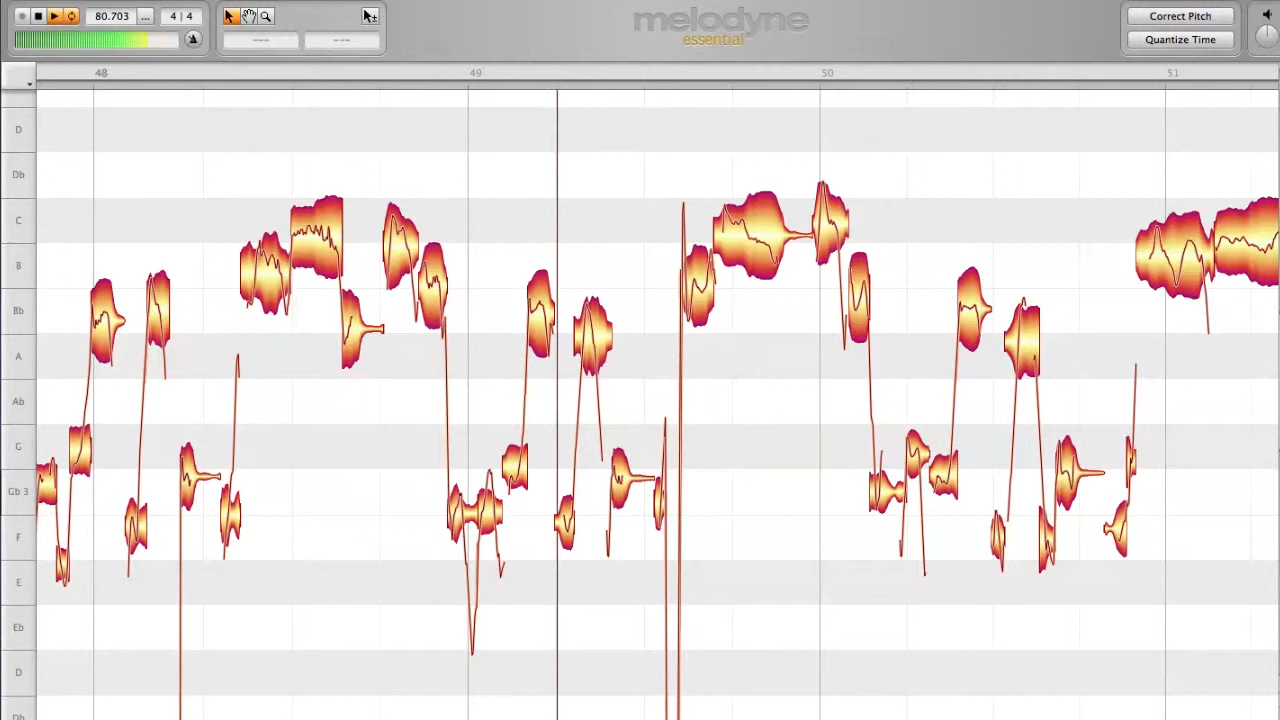 80.703
...
4 | 4
---
---
melodyne
essential
Correct Pitch
Quantize Time
48
49
50
51
D
Db
C
B
Bb
A
Ab
G
Gb 3
F
E
Eb
D
Db